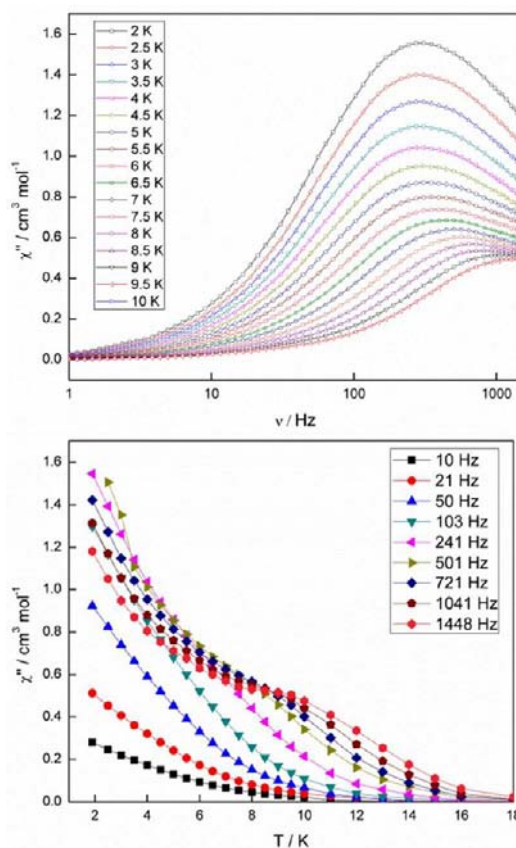 1.6
1.4
1.2
1.0
0.8
0.6
0.4
0.2
0.0
χ'' / cm³ mol⁻¹
2 K
2.5 K
3 K
3.5 K
4 K
4.5 K
5 K
5.5 K
6 K
6.5 K
7 K
7.5 K
8 K
8.5 K
9 K
9.5 K
10 K
1 10 100 1000
ν / Hz
1.6
1.4
1.2
1.0
0.8
0.6
0.4
0.2
0.0
χ'' / cm³ mol⁻¹
10 Hz
21 Hz
50 Hz
103 Hz
241 Hz
501 Hz
721 Hz
1041 Hz
1448 Hz
2 4 6 8 10 12 14 16 18
T / K